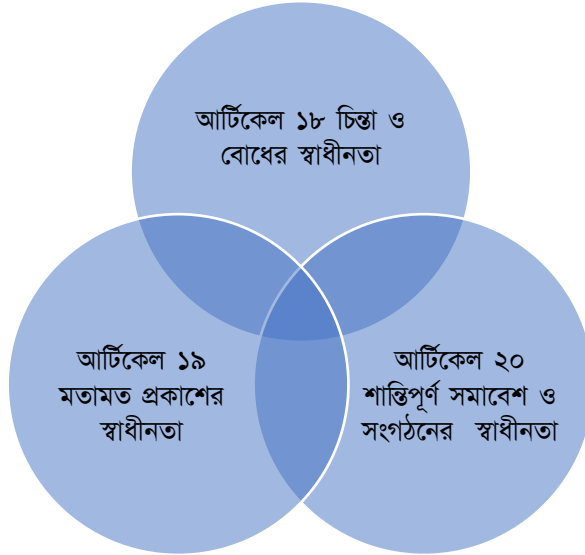 আর্টিকেল ১৮ চিন্তা ও
বোধের স্বাধীনতা
আর্টিকেল ১৯
মতামত প্রকাশের
স্বাধীনতা
আর্টিকেল ২০
শান্তিপূর্ণ সমাবেশ ও
সংগঠনের স্বাধীনতা